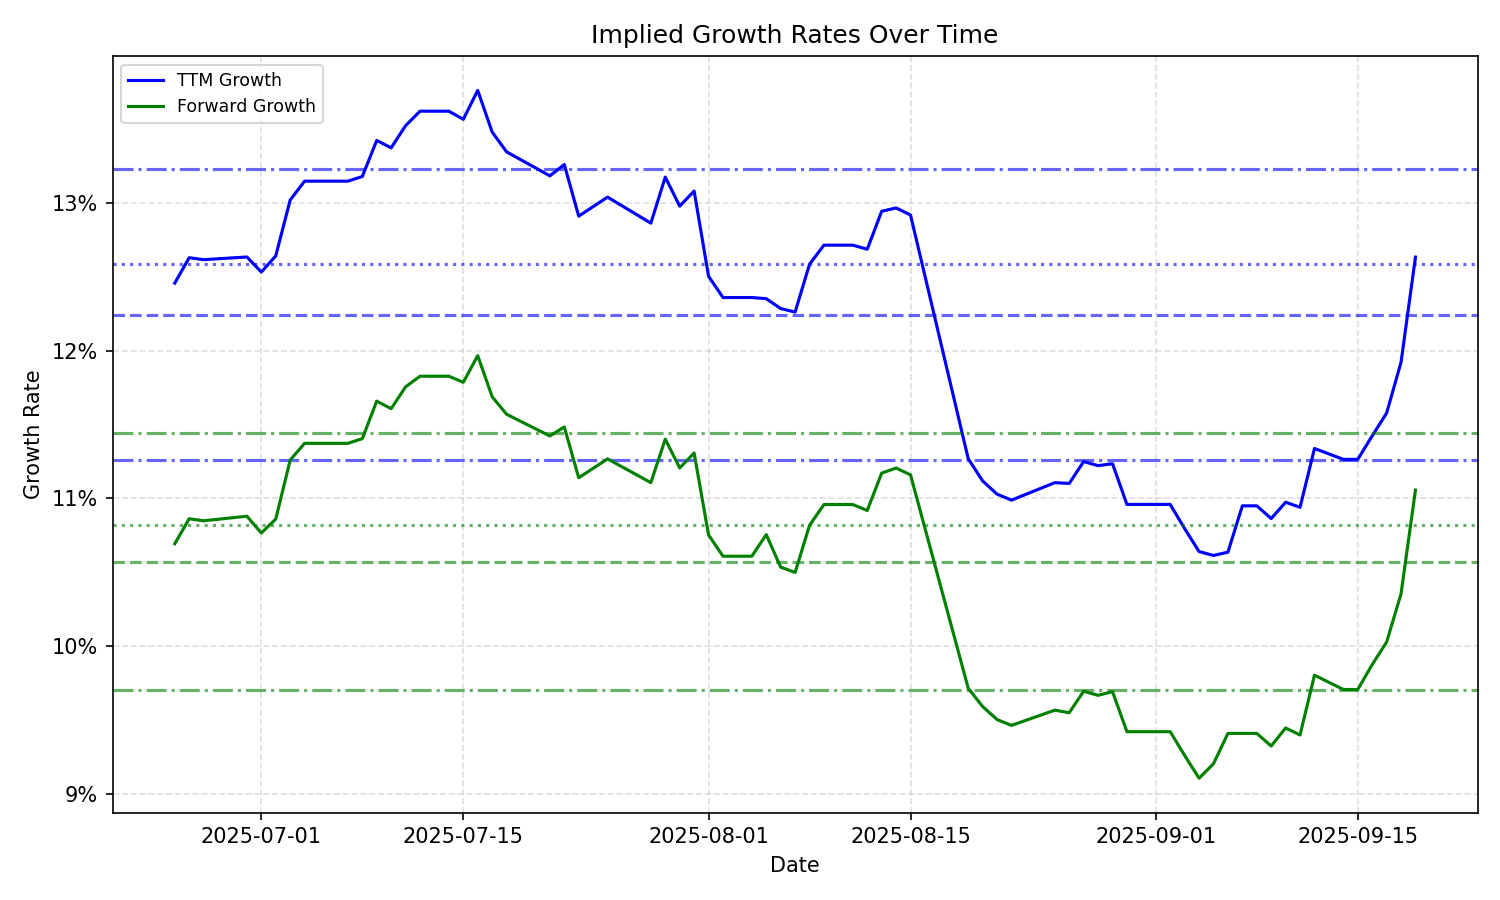 Implied Growth Rates Over Time
TTM Growth
Forward Growth
13%
12%
11%
10%
9%
Growth Rate
2025-07-01
2025-07-15
2025-08-01
2025-08-15
2025-09-01
2025-09-15
Date